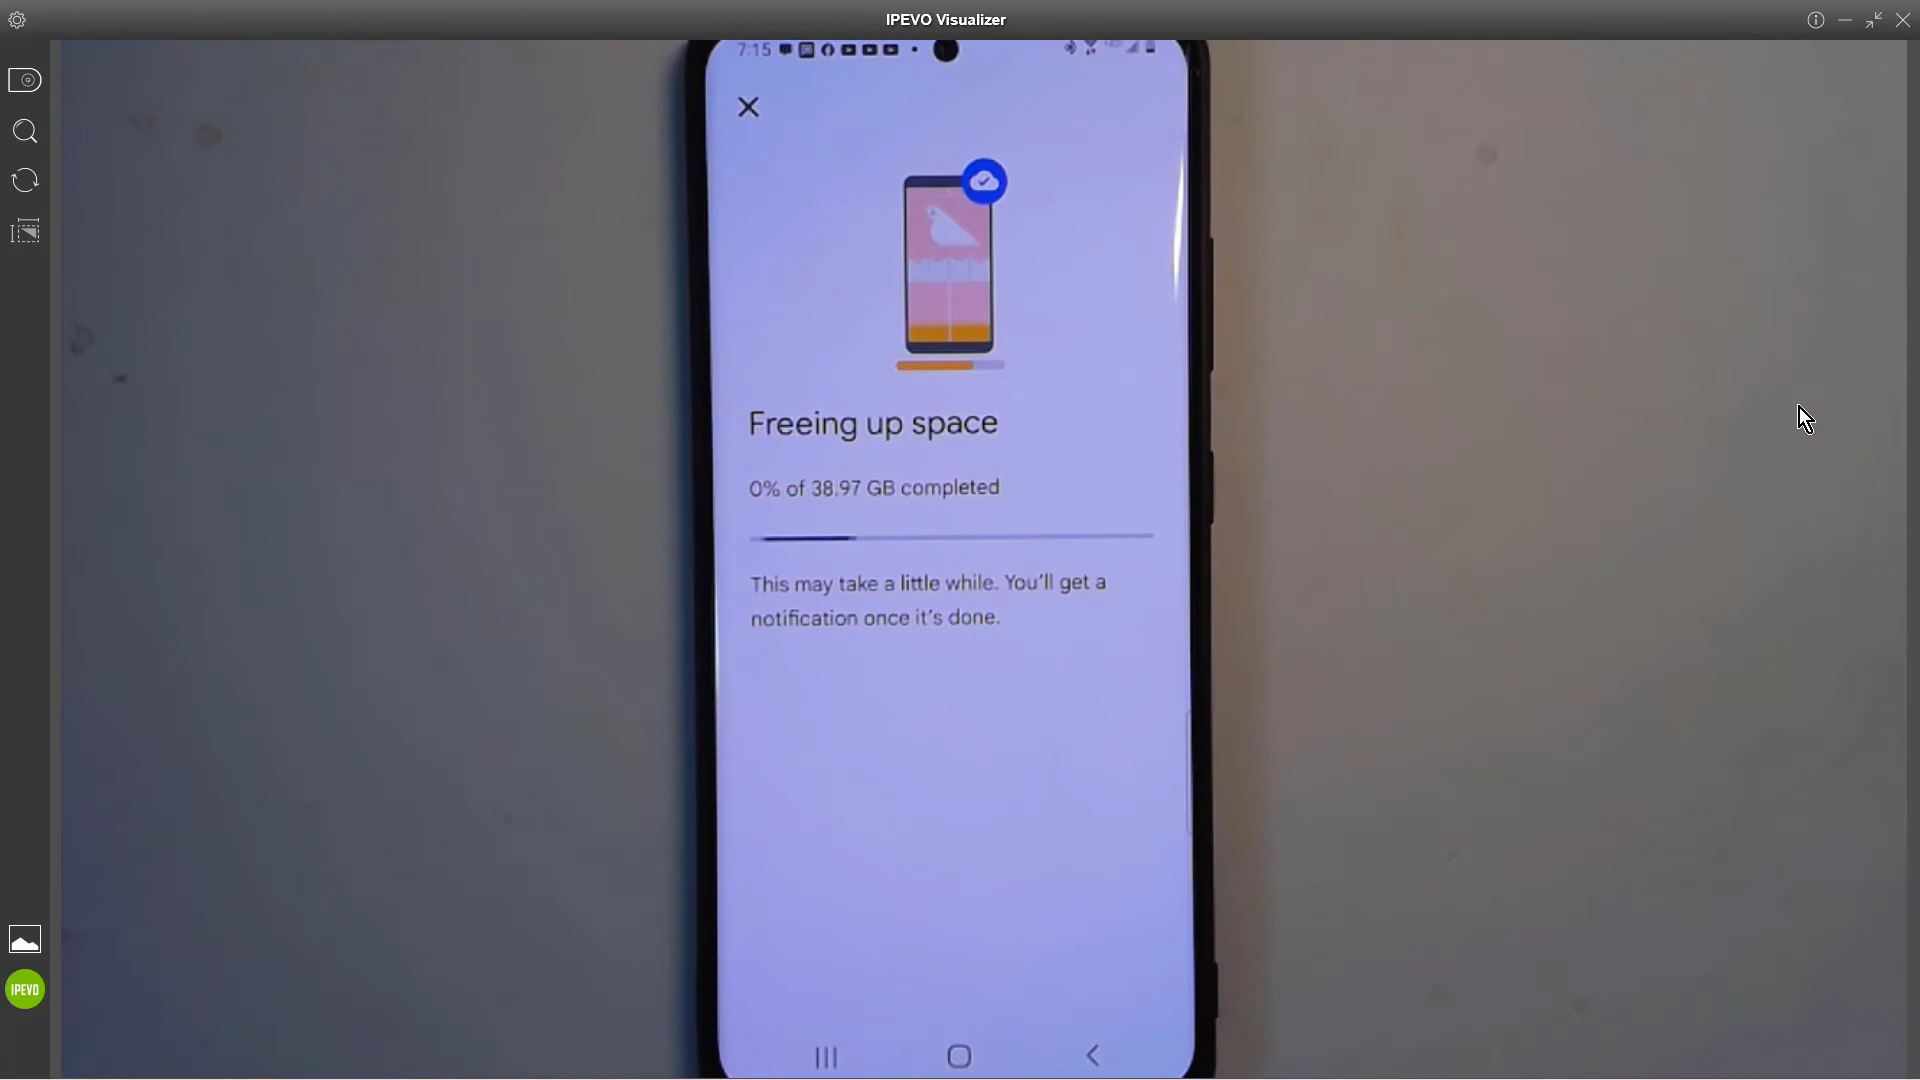 IPEVO Visualizer
7:15
Freeing up space
0% of 38.97 GB completed
This may take a little while. You'll get a
notification once it's done.
IPEVO